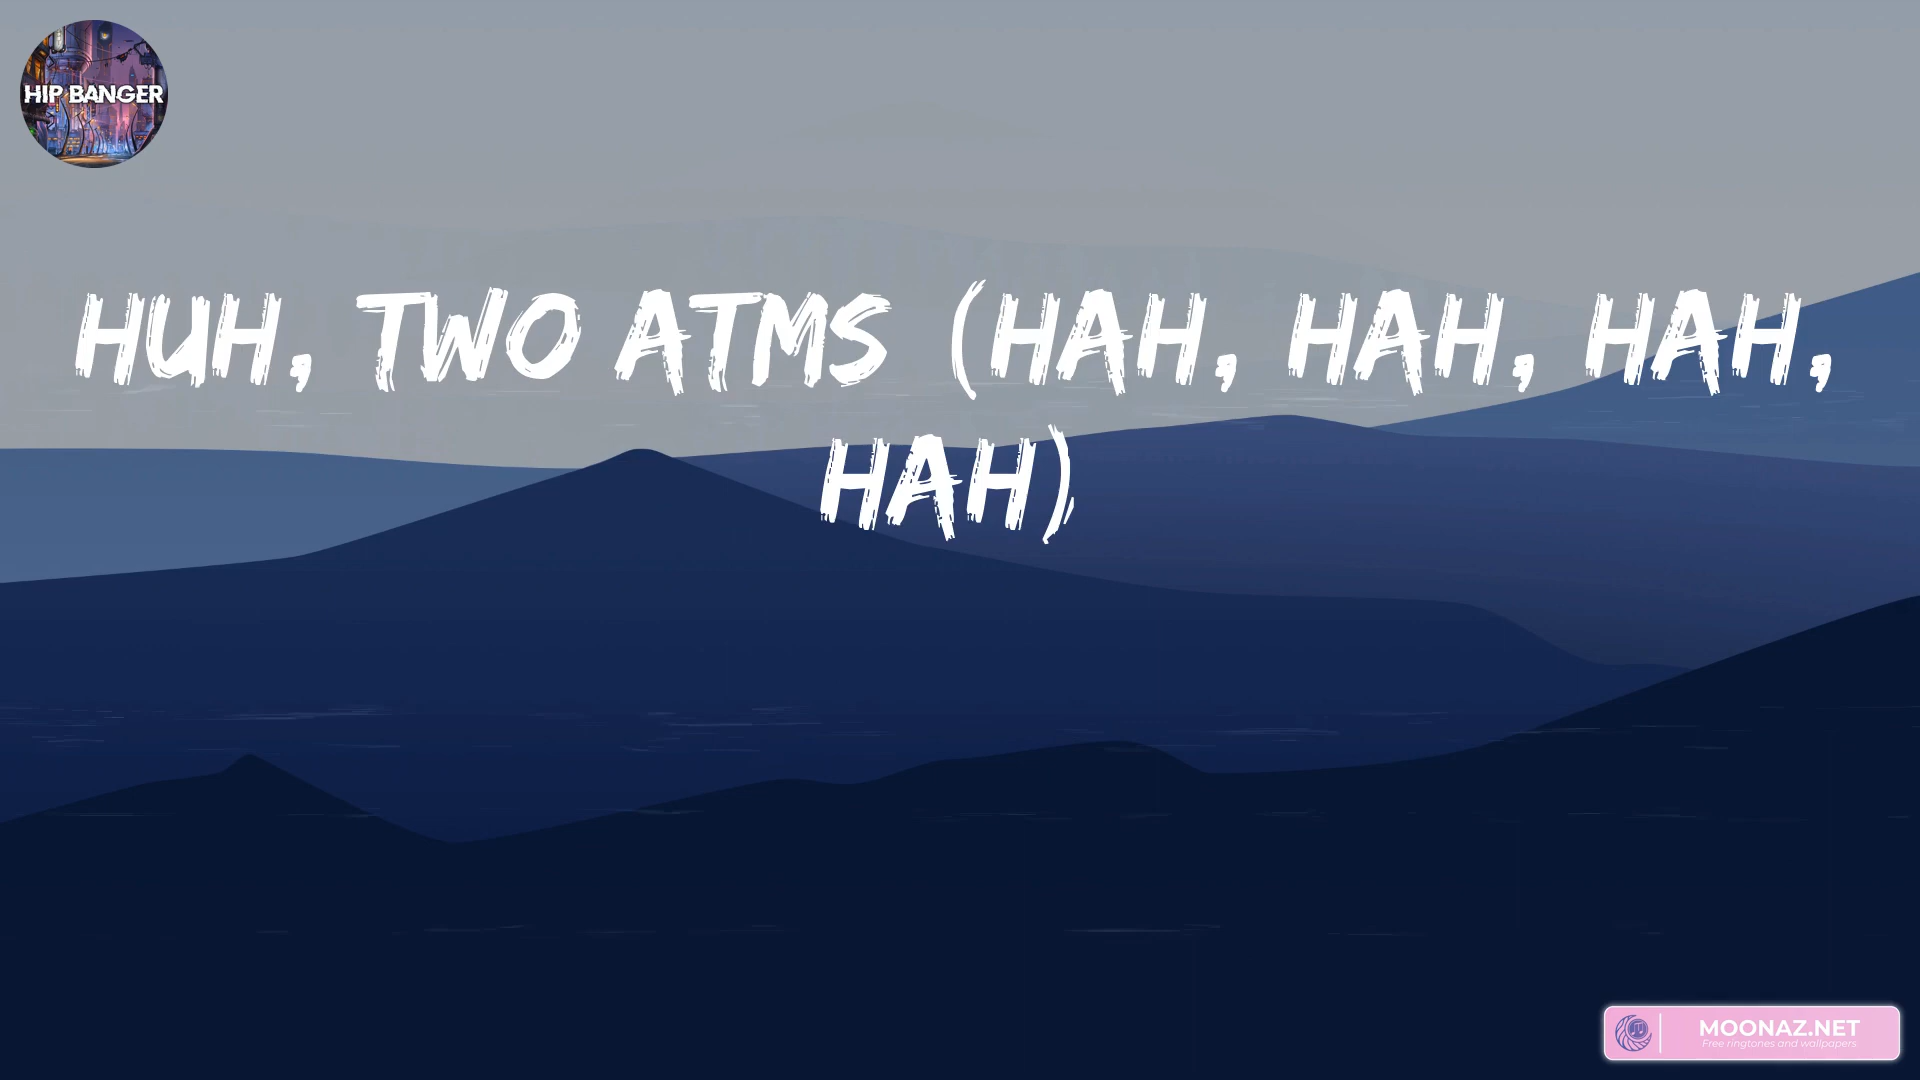 HIP BANGER
HUH, TWO ATMS (HAH, HAH, HAH,
HAH)
MOONAZ.NET
Free ringtones and wallpapers